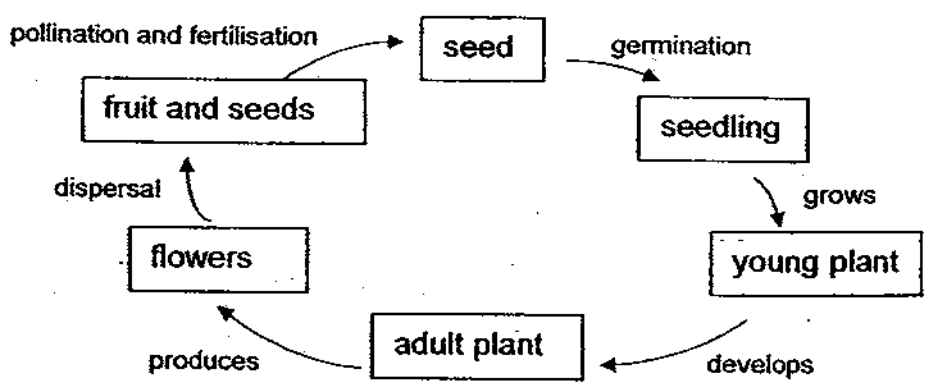 pollination and fertilisation
seed
germination
fruit and seeds
seedling
dispersal
grows
flowers
young plant
adult plant
produces
develops